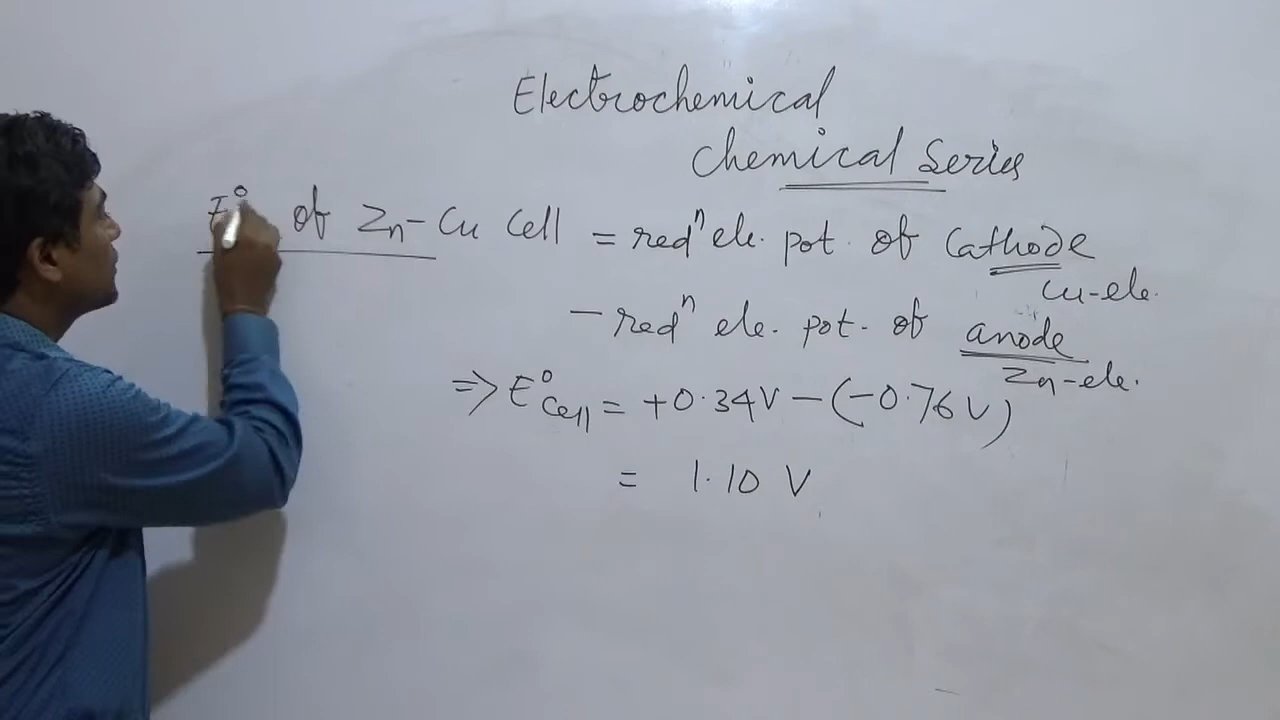 Electrochemical
Chemical Series
E° of Zn-Cu Cell = redⁿ ele. pot. of Cathode
Cu-ele.
- redⁿ ele. pot. of anode
Zn-ele.
=> E°Cell = +0.34V - (-0.76V)
= 1.10 V